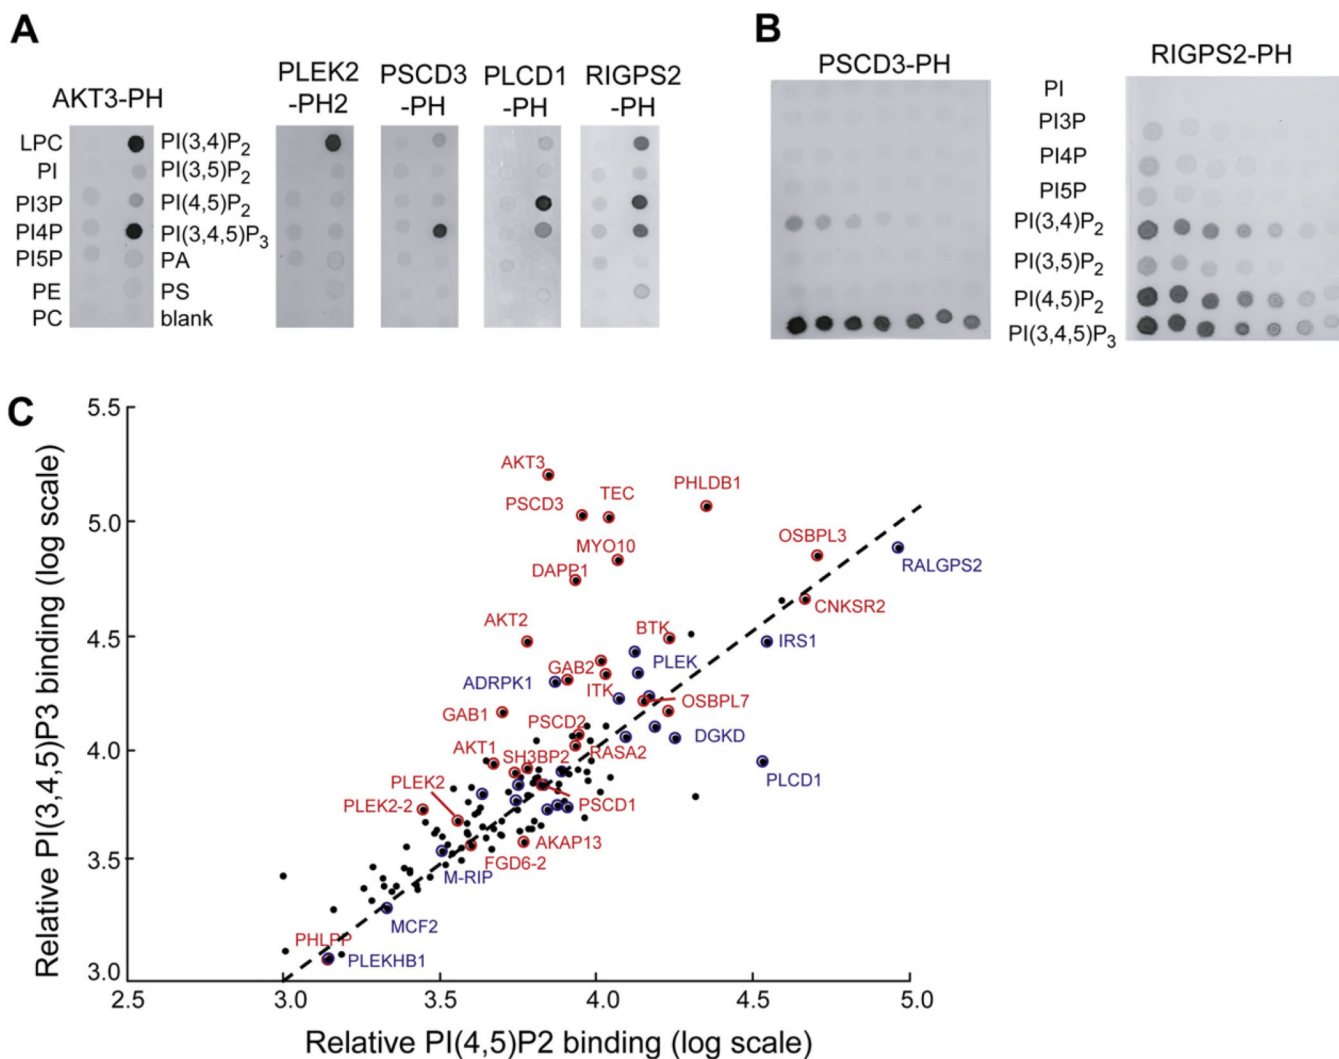 A
B
AKT3-PH
PLEK2
-PH2
PSCD3
-PH
PLCD1
-PH
RIGPS2
-PH
LPC PI(3,4)P2
PI PI(3,5)P2
PI3P PI(4,5)P2
PI4P PI(3,4,5)P3
PI5P PA
PE PS
PC blank
PSCD3-PH
RIGPS2-PH
PI
PI3P
PI4P
PI5P
PI(3,4)P2
PI(3,5)P2
PI(4,5)P2
PI(3,4,5)P3
C
Relative PI(3,4,5)P3 binding (log scale)
5.5
5.0
4.5
4.0
3.5
3.0
AKT3
PSCD3
TEC
PHLDB1
MYO10
DAPP1
OSBPL3
RALGPS2
CNKSR2
AKT2
BTK
IRS1
PLEK
GAB2
ADRPK1
ITK
OSBPL7
GAB1
PSCD2
DGKD
AKT1
SH3BP2
RASA2
PLCD1
PLEK2
PLEK2-2
PSCD1
AKAP13
FGD6-2
M-RIP
MCF2
PHLPP
PLEKHB1
2.5 3.0 3.5 4.0 4.5 5.0
Relative PI(4,5)P2 binding (log scale)